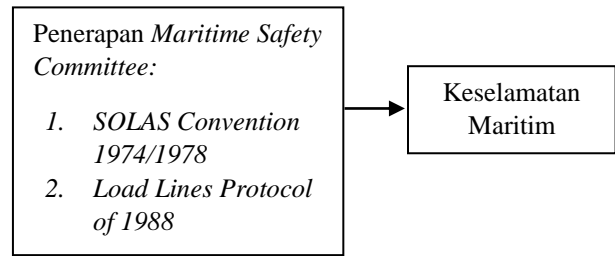 Penerapan Maritime Safety
Committee:
1. SOLAS Convention
1974/1978
2. Load Lines Protocol
of 1988
Keselamatan
Maritim